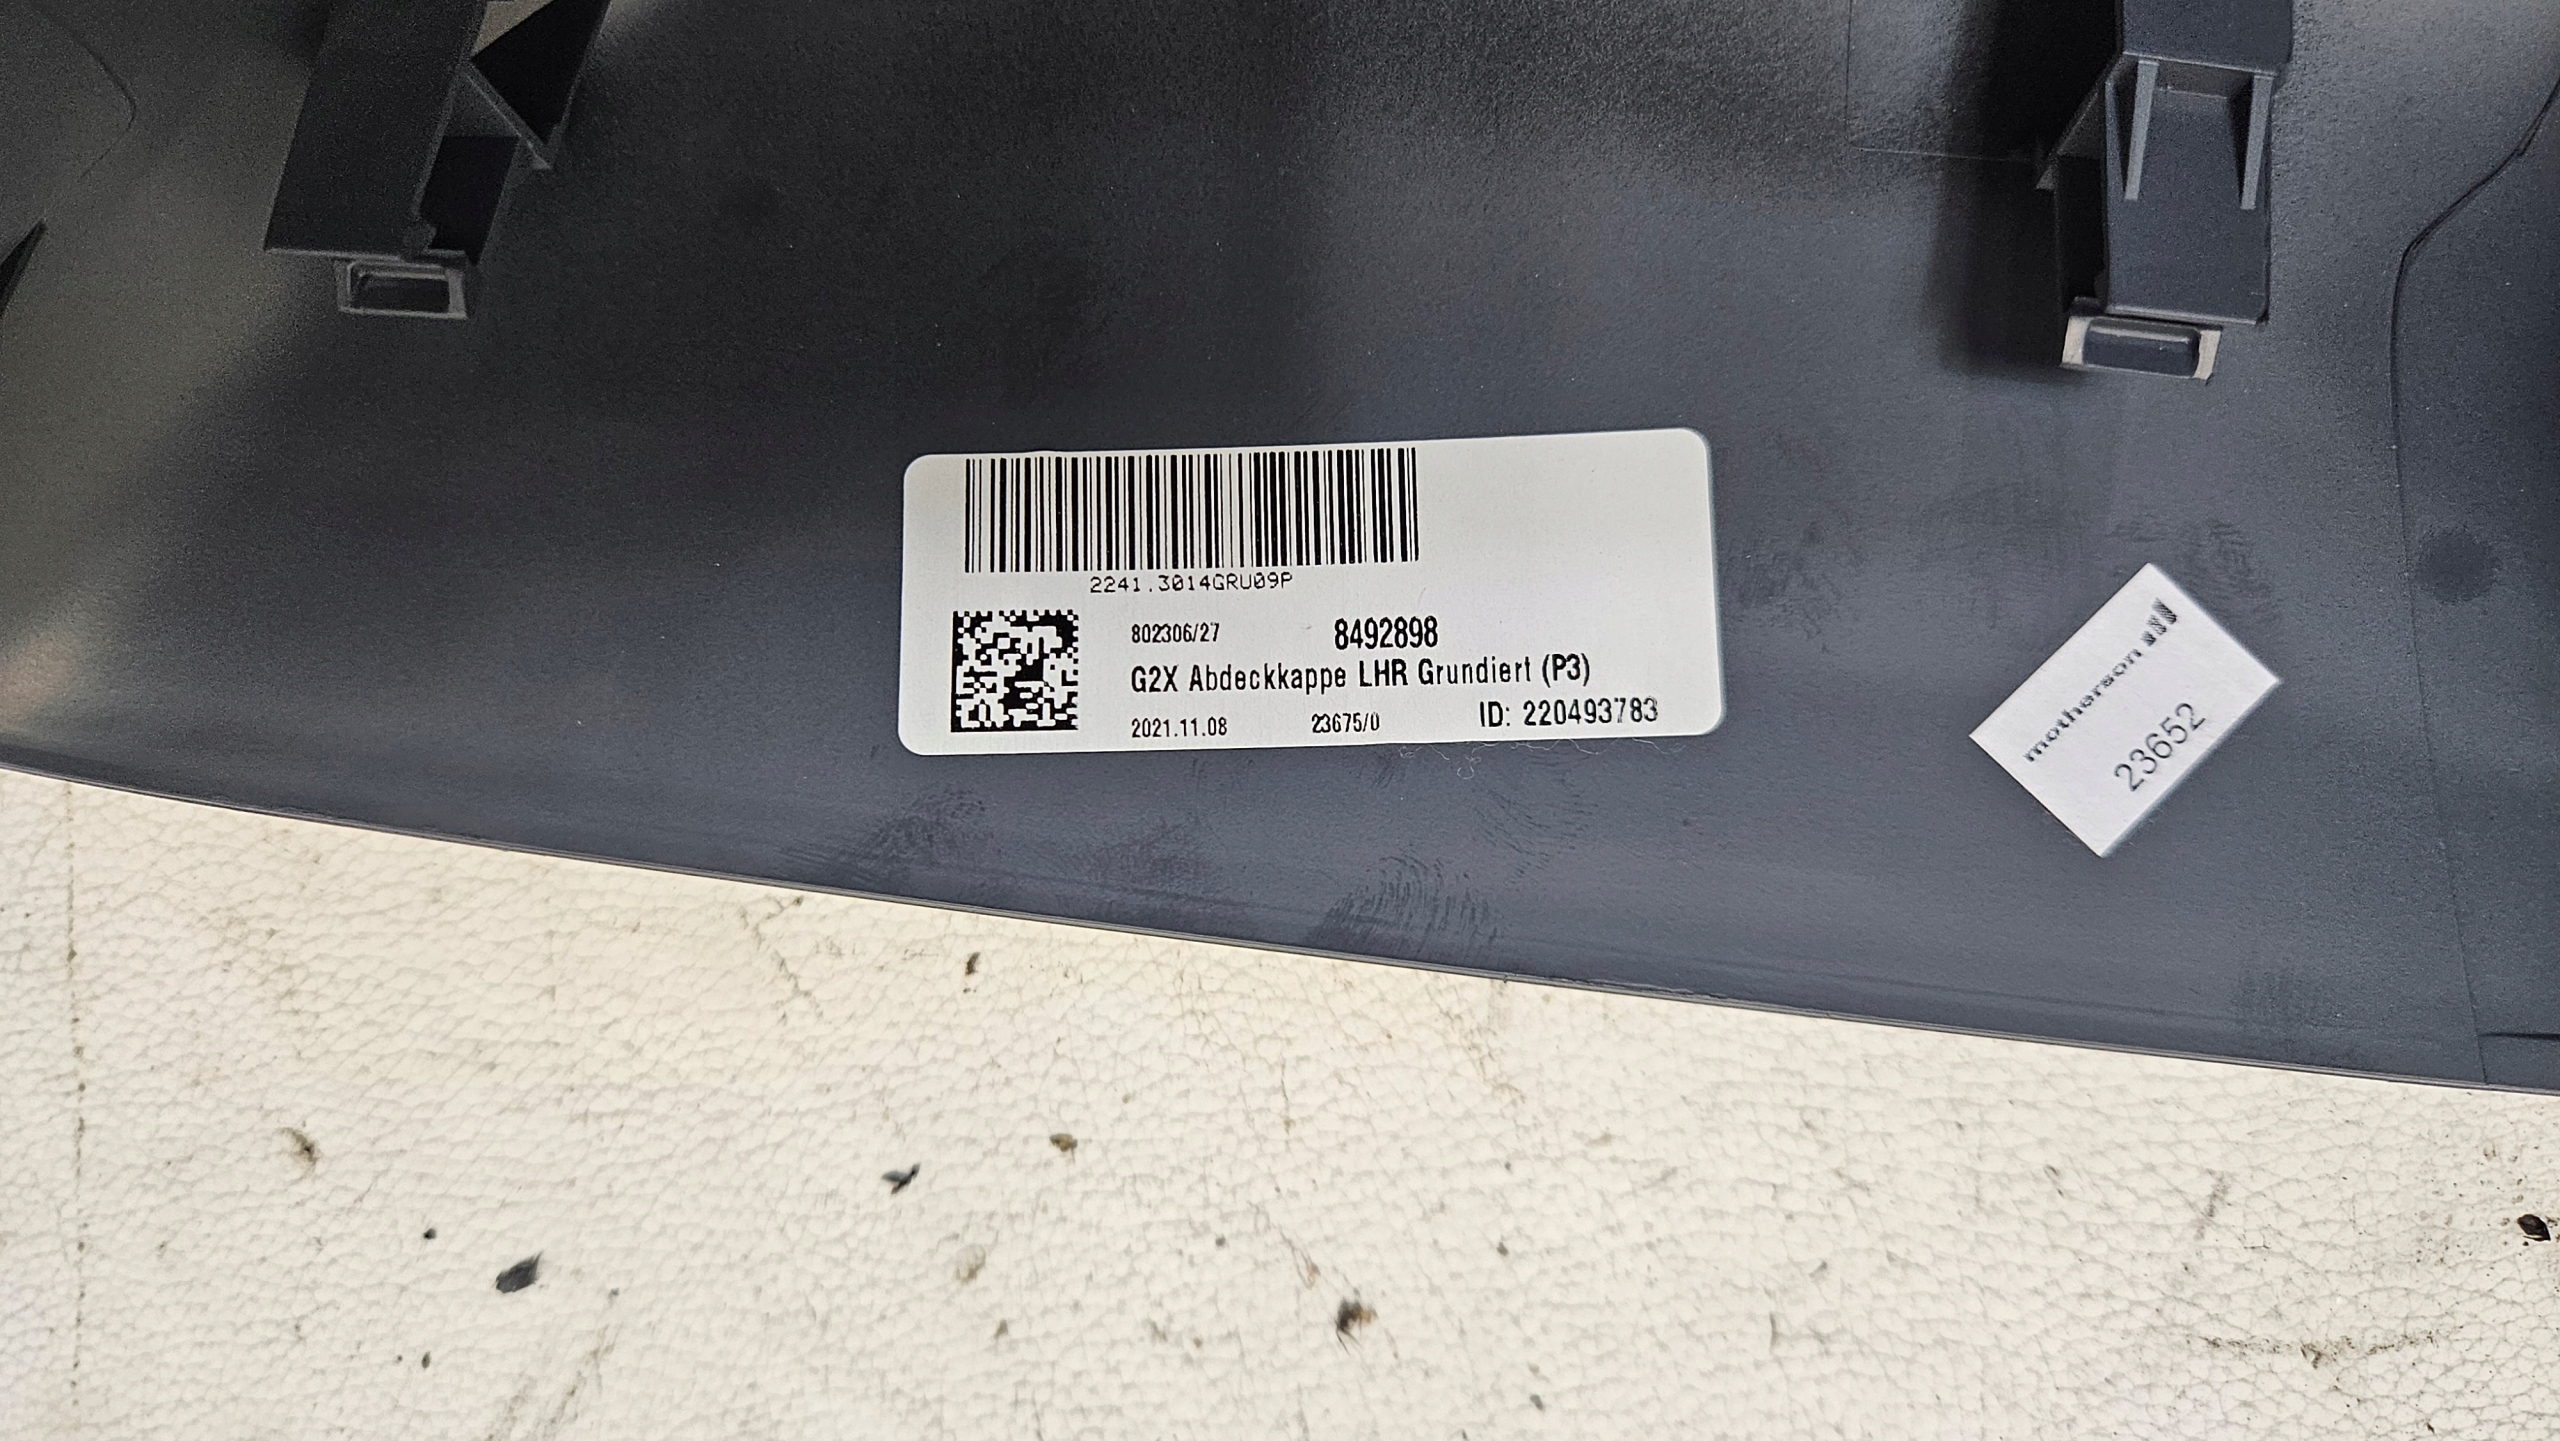 2241.3014GRU09P
802306/27 8492898
G2X Abdeckkappe LHR Grundiert (P3)
2021.11.08 23675/0 ID: 220493783
motherson
23652